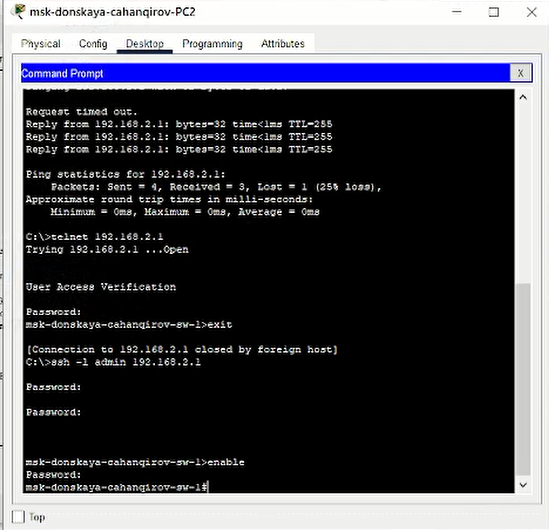 msk-donskaya-cahanqirov-PC2
Physical Config Desktop Programming Attributes
Command Prompt X
Request timed out.
Reply from 192.168.2.1: bytes=32 time<1ms TTL=255
Reply from 192.168.2.1: bytes=32 time<1ms TTL=255
Reply from 192.168.2.1: bytes=32 time<1ms TTL=255
Ping statistics for 192.168.2.1:
Packets: Sent = 4, Received = 3, Lost = 1 (25% loss),
Approximate round trip times in milli-seconds:
Minimum = 0ms, Maximum = 0ms, Average = 0ms
C:\>telnet 192.168.2.1
Trying 192.168.2.1 ...Open
User Access Verification
Password:
msk-donskaya-cahanqirov-sw-1>exit
[Connection to 192.168.2.1 closed by foreign host]
C:\>ssh -l admin 192.168.2.1
Password:
Password:
msk-donskaya-cahanqirov-sw-1>enable
Password:
msk-donskaya-cahanqirov-sw-1#
Top